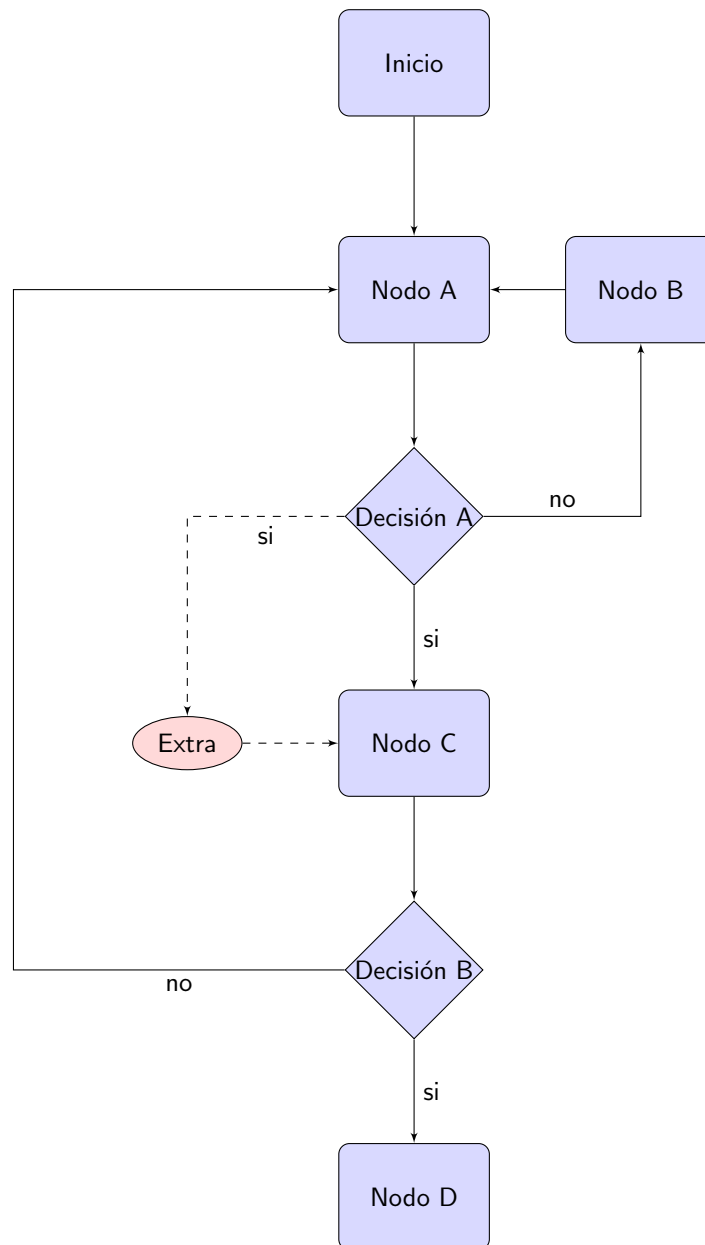 Inicio
Nodo A
Nodo B
Decisión A
no
si
si
Extra
Nodo C
Decisión B
no
si
Nodo D